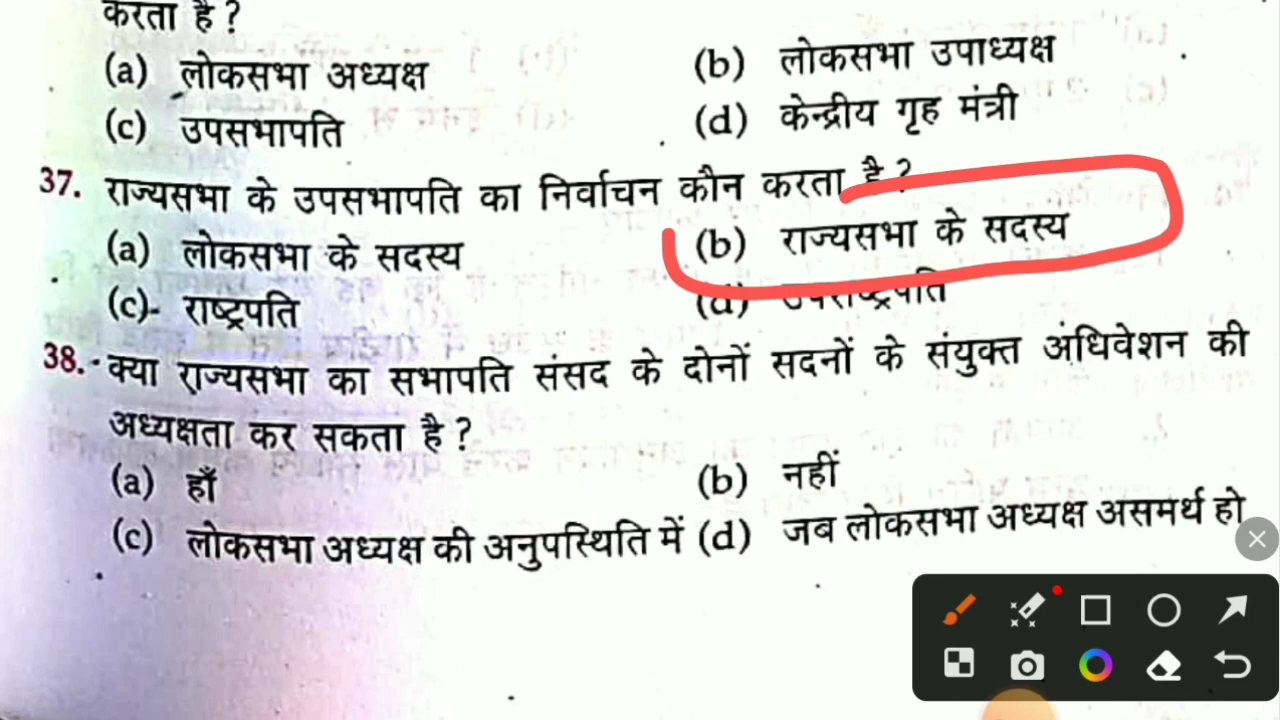 करता है ?
(a) लोकसभा अध्यक्ष (b) लोकसभा उपाध्यक्ष
(c) उपसभापति (d) केन्द्रीय गृह मंत्री
37. राज्यसभा के उपसभापति का निर्वाचन कौन करता है ?
(a) लोकसभा के सदस्य (b) राज्यसभा के सदस्य
(c) राष्ट्रपति (d) उपराष्ट्रपति
38. क्या राज्यसभा का सभापति संसद के दोनों सदनों के संयुक्त अधिवेशन की
अध्यक्षता कर सकता है ?
(a) हाँ (b) नहीं
(c) लोकसभा अध्यक्ष की अनुपस्थिति में (d) जब लोकसभा अध्यक्ष असमर्थ हो